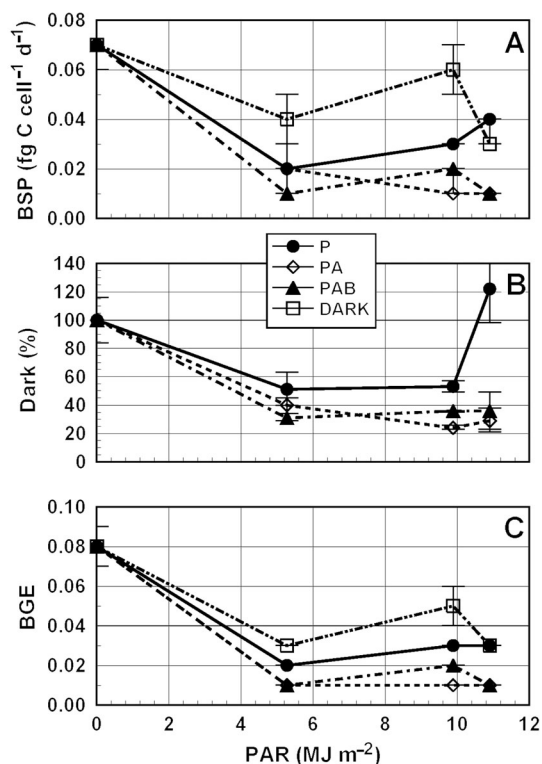 A
BSP (fg C cell⁻¹ d⁻¹)
0.08
0.06
0.04
0.02
0.00
P
PA
PAB
DARK
B
Dark (%)
140
120
100
80
60
40
20
0
C
BGE
0.10
0.08
0.06
0.04
0.02
0.00
0 2 4 6 8 10 12
PAR (MJ m⁻²)